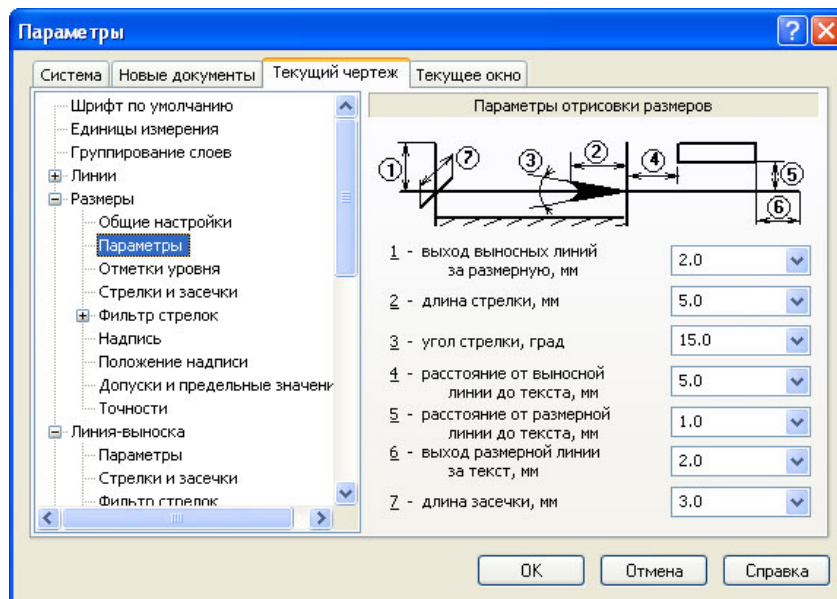 Параметры
Система Новые документы Текущий чертеж Текущее окно
Шрифт по умолчанию
Единицы измерения
Группирование слоев
Линии
Размеры
Общие настройки
Параметры
Отметки уровня
Стрелки и засечки
Фильтр стрелок
Надпись
Положение надписи
Допуски и предельные значени
Точности
Линия-выноска
Параметры
Стрелки и засечки
Фильтр стрелок
Параметры отрисовки размеров
1 7 3 2 4 5 6
1 - выход выносных линий
за размерную, мм
2.0
2 - длина стрелки, мм
5.0
3 - угол стрелки, град
15.0
4 - расстояние от выносной
линии до текста, мм
5.0
5 - расстояние от размерной
линии до текста, мм
1.0
6 - выход размерной линии
за текст, мм
2.0
7 - длина засечки, мм
3.0
OK Отмена Справка